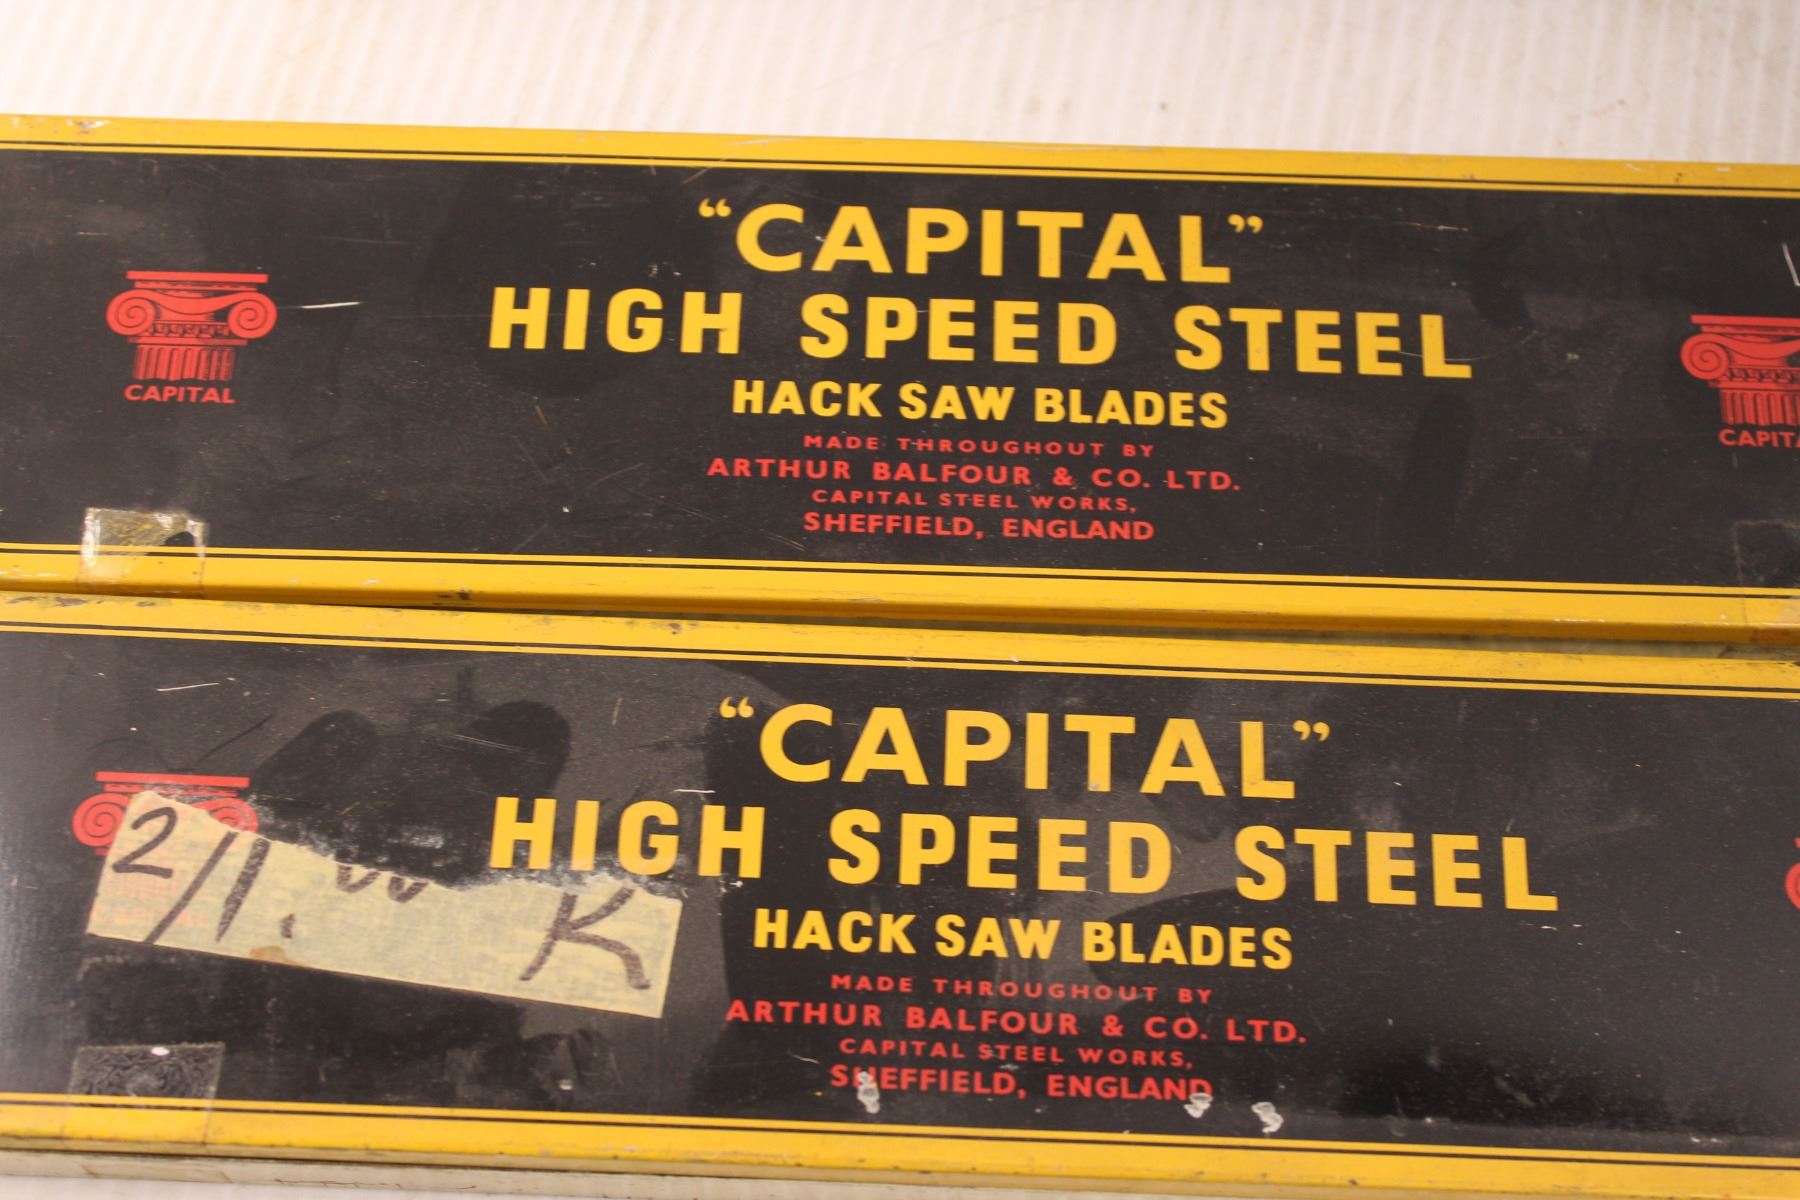 “CAPITAL”
HIGH SPEED STEEL
HACK SAW BLADES
MADE THROUGHOUT BY
ARTHUR BALFOUR & CO. LTD.
CAPITAL STEEL WORKS,
SHEFFIELD, ENGLAND
CAPITAL
CAPITA
“CAPITAL”
HIGH SPEED STEEL
HACK SAW BLADES
MADE THROUGHOUT BY
ARTHUR BALFOUR & CO. LTD.
CAPITAL STEEL WORKS,
SHEFFIELD, ENGLAND
CAPITAL
2/1.00 K